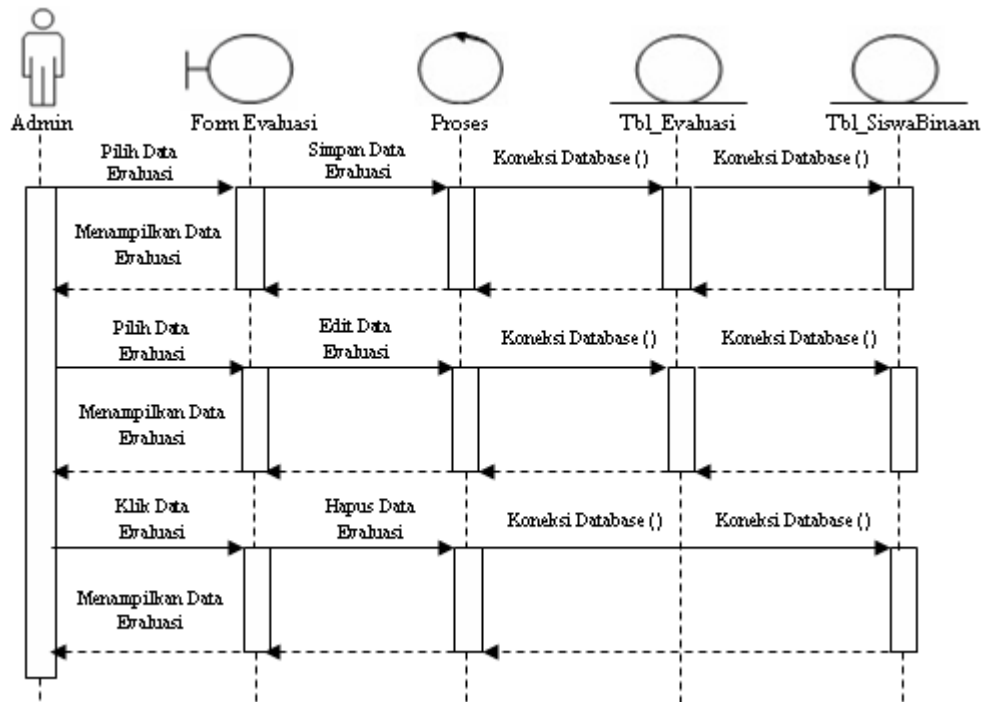 Admin
Form Evaluasi
Proses
Tbl_Evaluasi
Tbl_SiswaBinaan
Pilih Data
Evaluasi
Simpan Data
Evaluasi
Koneksi Database ()
Koneksi Database ()
Menampilkan Data
Evaluasi
Pilih Data
Evaluasi
Edit Data
Evaluasi
Koneksi Database ()
Koneksi Database ()
Menampilkan Data
Evaluasi
Klik Data
Evaluasi
Hapus Data
Evaluasi
Koneksi Database ()
Koneksi Database ()
Menampilkan Data
Evaluasi